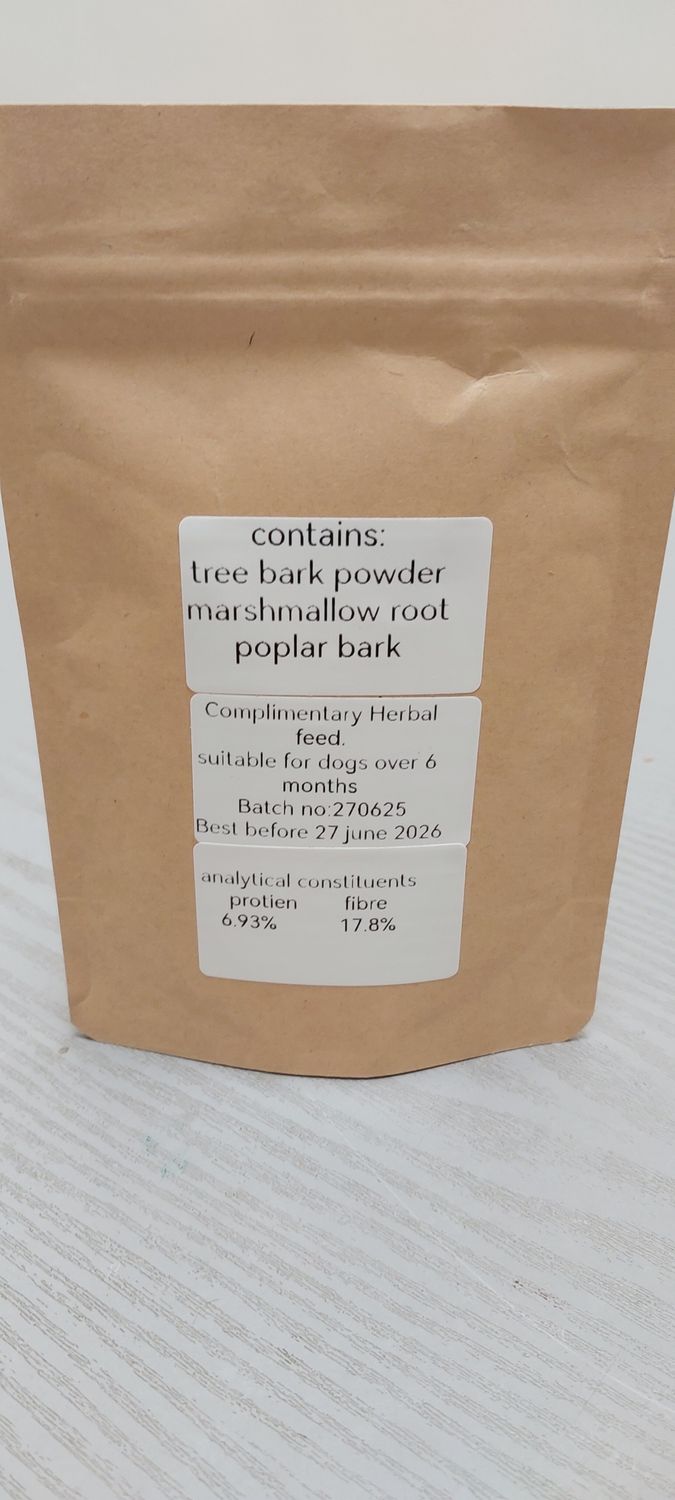 contains:
tree bark powder
marshmallow root
poplar bark
Complimentary Herbal
feed.
suitable for dogs over 6
months
Batch no:270625
Best before 27 june 2026
analytical constituents
protien fibre
6.93% 17.8%